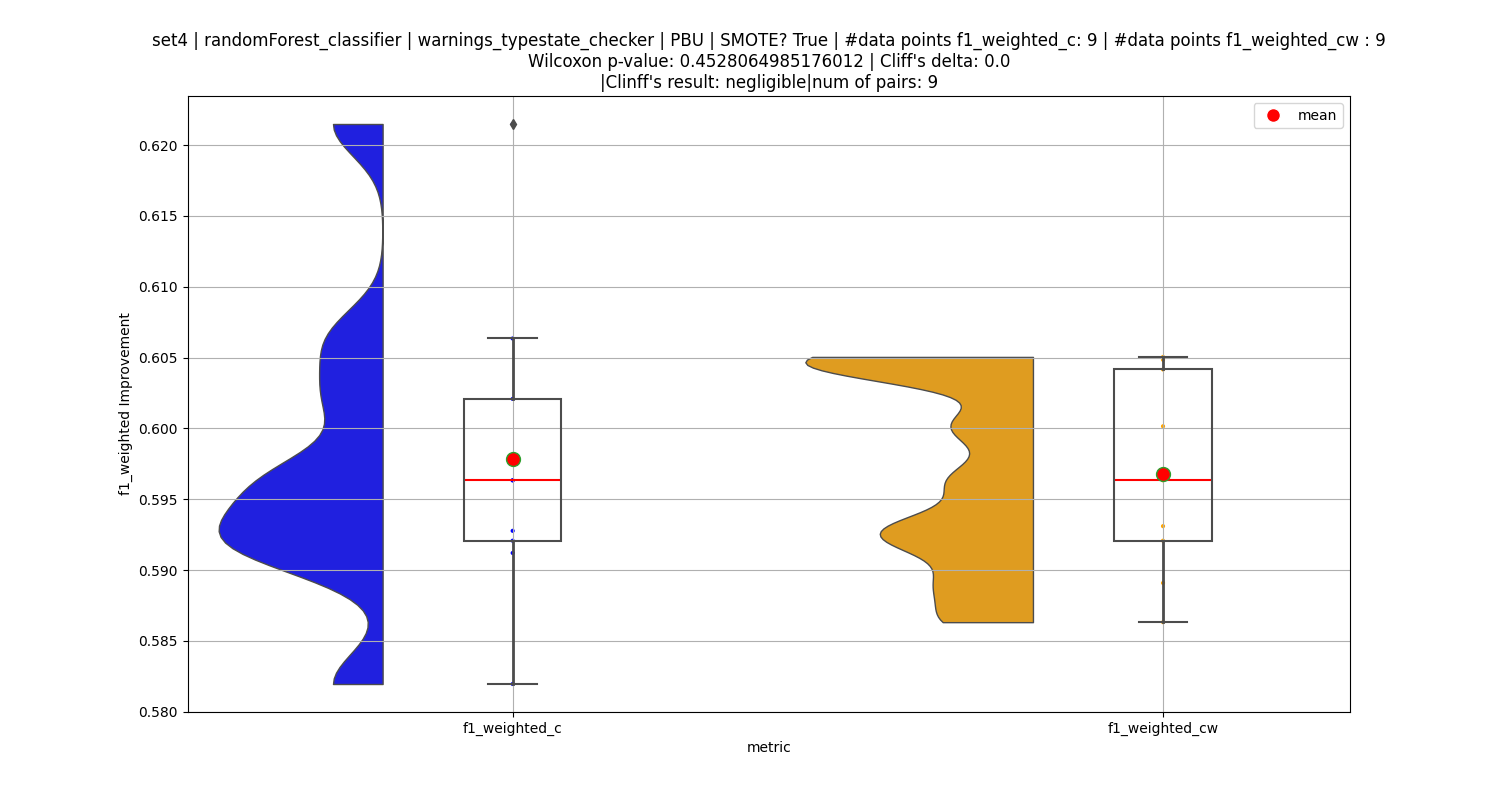 set4 | randomForest_classifier | warnings_typestate_checker | PBU | SMOTE? True | #data points f1_weighted_c: 9 | #data points f1_weighted_cw : 9
Wilcoxon p-value: 0.4528064985176012 | Cliff's delta: 0.0
|Clinff's result: negligible|num of pairs: 9
mean
0.620
0.615
0.610
0.605
0.600
0.595
0.590
0.585
0.580
f1_weighted Improvement
f1_weighted_c
f1_weighted_cw
metric